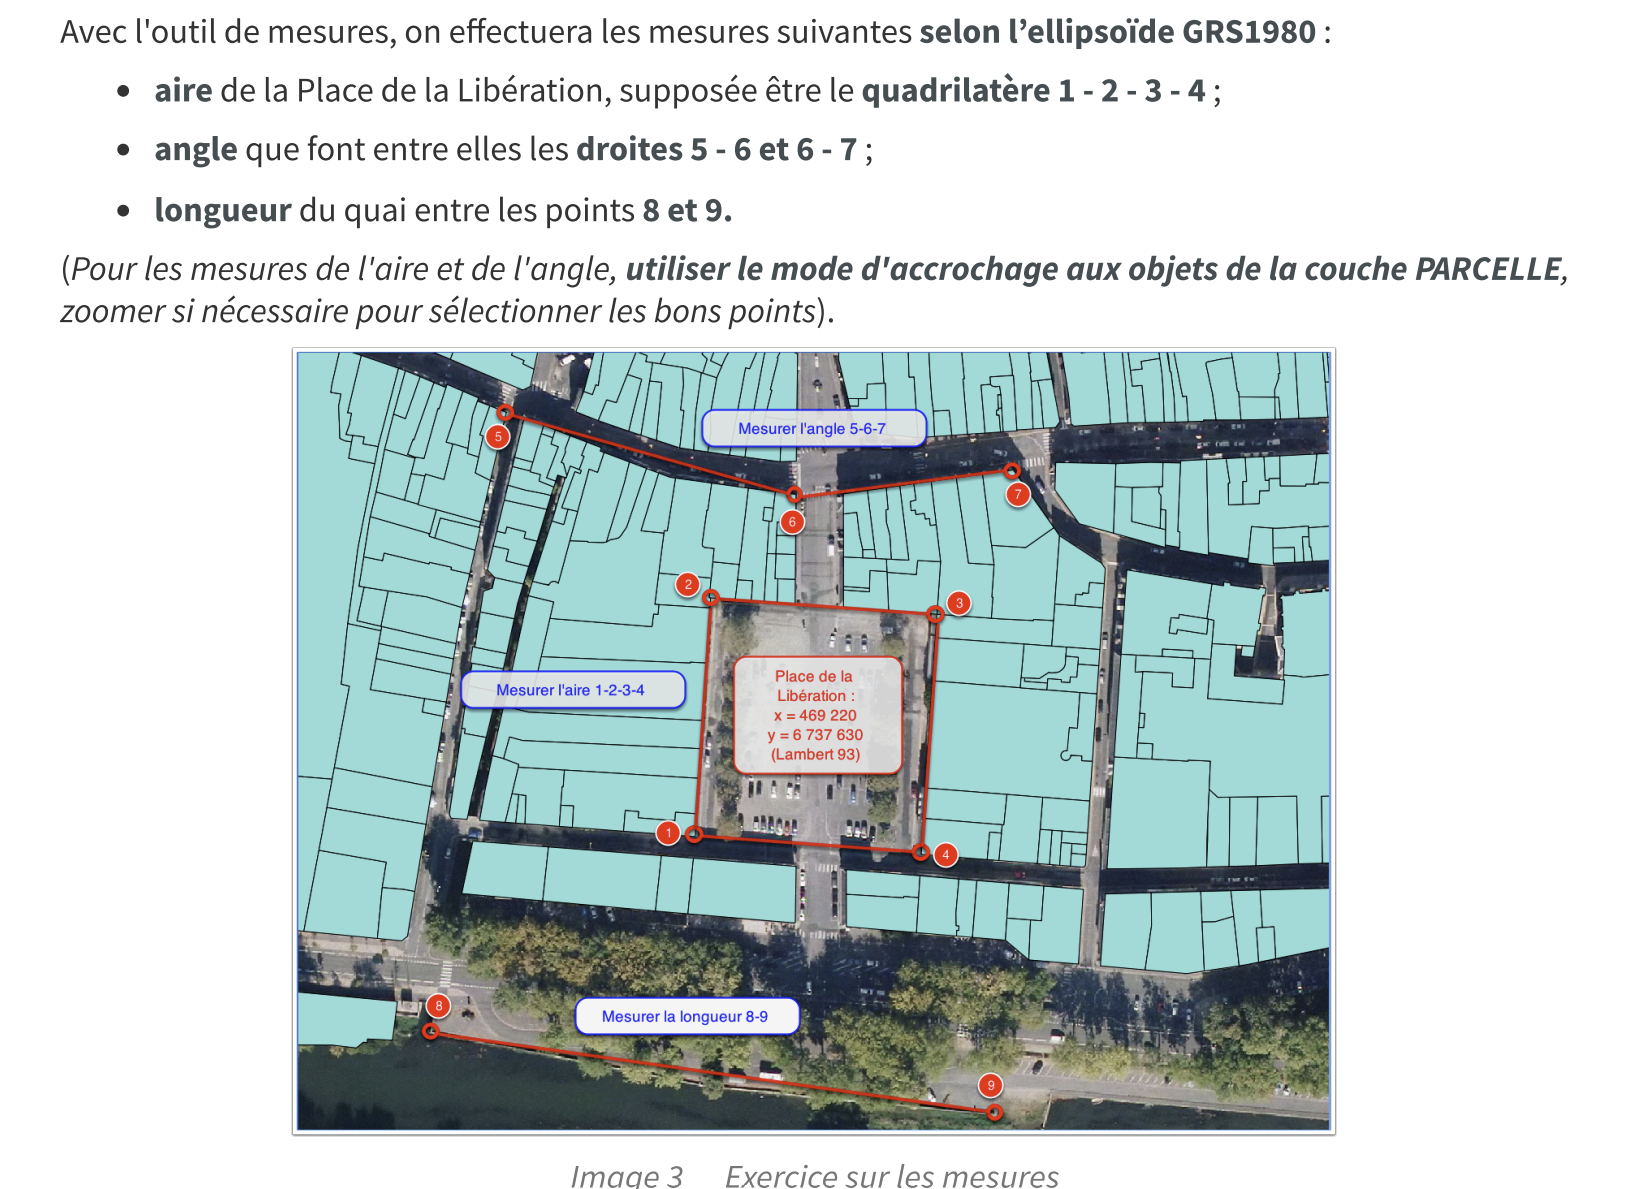 Avec l'outil de mesures, on effectuera les mesures suivantes selon l’ellipsoïde GRS1980 :
• aire de la Place de la Libération, supposée être le quadrilatère 1 - 2 - 3 - 4 ;
• angle que font entre elles les droites 5 - 6 et 6 - 7 ;
• longueur du quai entre les points 8 et 9.
(Pour les mesures de l'aire et de l'angle, utiliser le mode d'accrochage aux objets de la couche PARCELLE,
zoomer si nécessaire pour sélectionner les bons points).
Mesurer l'angle 5-6-7
5
7
6
2
3
Mesurer l'aire 1-2-3-4
Place de la
Libération :
x = 469 220
y = 6 737 630
(Lambert 93)
1
4
8
Mesurer la longueur 8-9
9
Image 3 Exercice sur les mesures